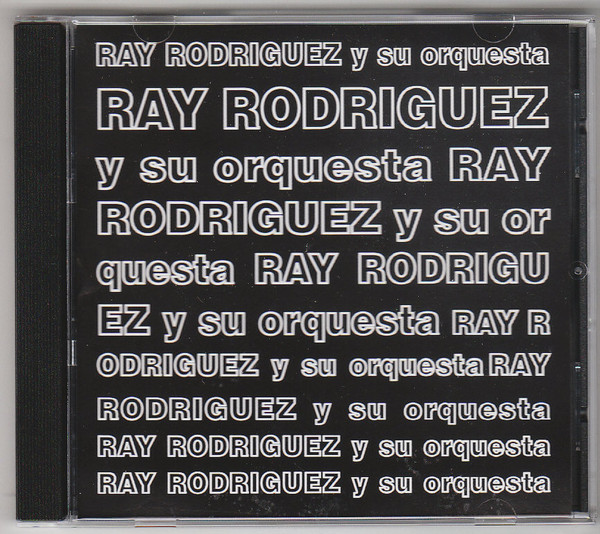 RAY RODRIGUEZ y su orquesta
RAY RODRIGUEZ
y su orquesta RAY
RODRIGUEZ y su or
questa RAY RODRIGU
EZ y su orquesta RAY R
ODRIGUEZ y su orquesta RAY
RODRIGUEZ y su orquesta
RAY RODRIGUEZ y su orquesta
RAY RODRIGUEZ y su orquesta